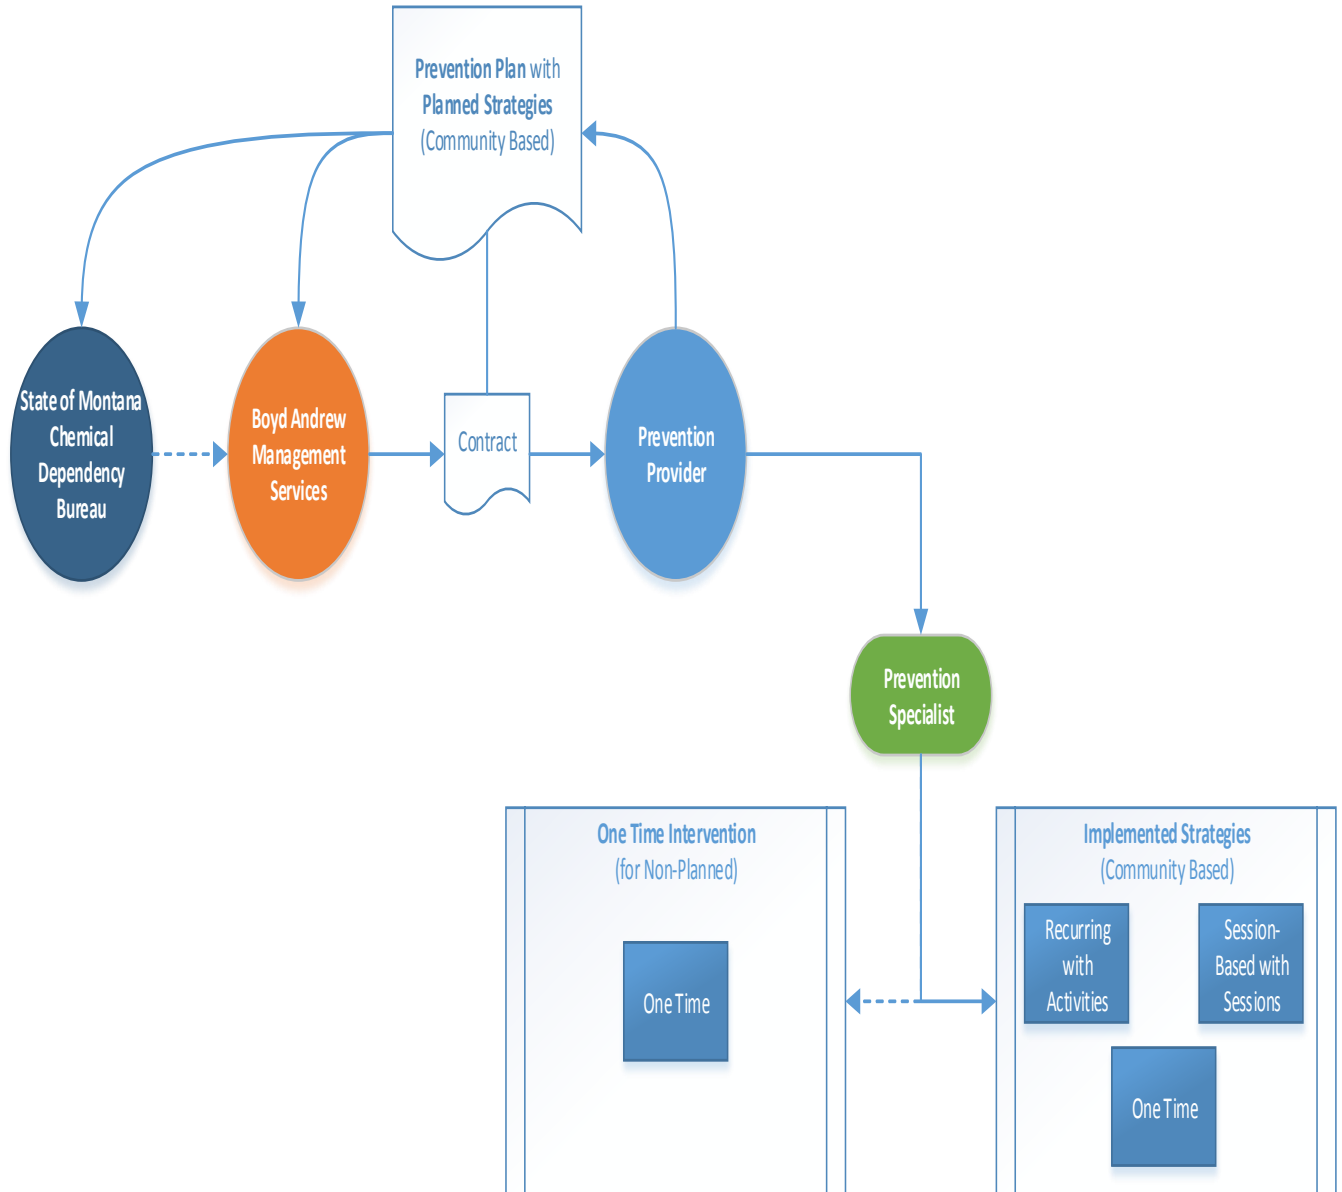 Prevention Plan with
Planned Strategies
(Community Based)
State of Montana
Chemical
Dependency
Bureau
Boyd Andrew
Management
Services
Contract
Prevention
Provider
Prevention
Specialist
One Time Intervention
(for Non-Planned)
One Time
Implemented Strategies
(Community Based)
Recurring
with
Activities
Session-
Based with
Sessions
One Time